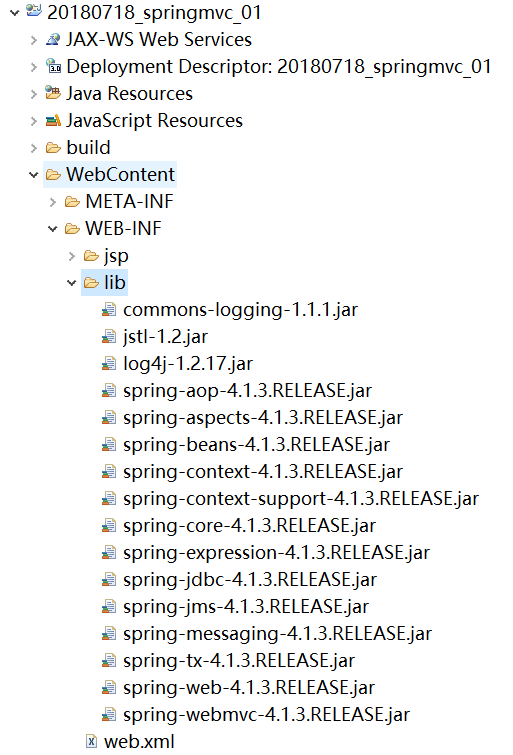 20180718_springmvc_01
JAX-WS Web Services
Deployment Descriptor: 20180718_springmvc_01
Java Resources
JavaScript Resources
build
WebContent
META-INF
WEB-INF
jsp
lib
commons-logging-1.1.1.jar
jstl-1.2.jar
log4j-1.2.17.jar
spring-aop-4.1.3.RELEASE.jar
spring-aspects-4.1.3.RELEASE.jar
spring-beans-4.1.3.RELEASE.jar
spring-context-4.1.3.RELEASE.jar
spring-context-support-4.1.3.RELEASE.jar
spring-core-4.1.3.RELEASE.jar
spring-expression-4.1.3.RELEASE.jar
spring-jdbc-4.1.3.RELEASE.jar
spring-jms-4.1.3.RELEASE.jar
spring-messaging-4.1.3.RELEASE.jar
spring-tx-4.1.3.RELEASE.jar
spring-web-4.1.3.RELEASE.jar
spring-webmvc-4.1.3.RELEASE.jar
web.xml